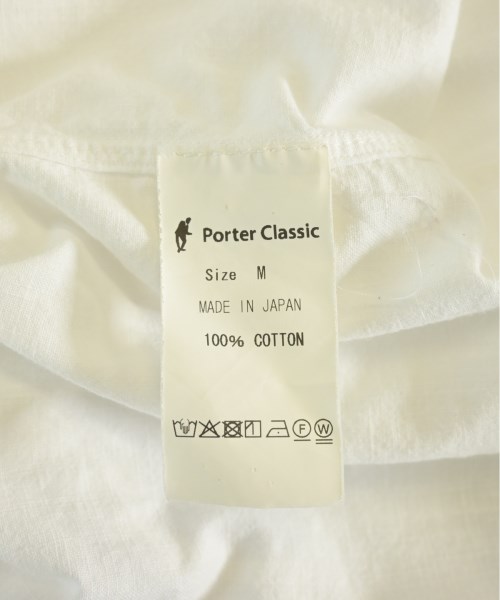 Porter Classic
Size M
MADE IN JAPAN
100% COTTON
F W